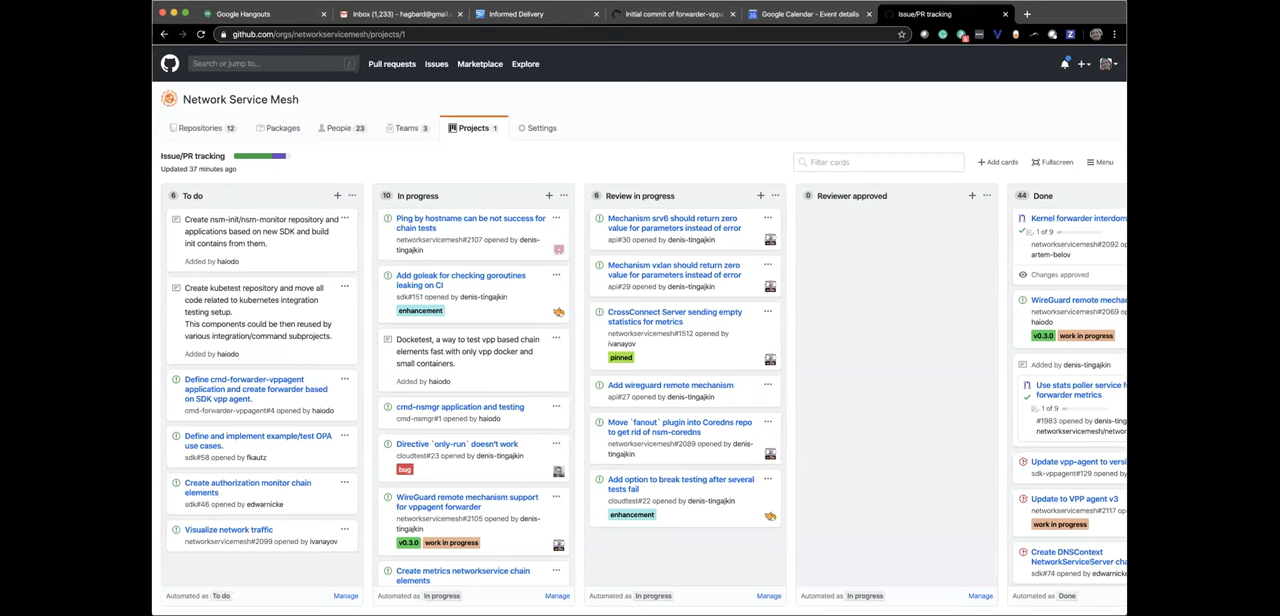 Google Hangouts
Inbox (1,233) - hagbard@gmail.c
Informed Delivery
Initial commit of forwarder-vpp
Google Calendar - Event details
Issue/PR tracking
github.com/orgs/networkservicemesh/projects/1
Search or jump to...
Pull requests
Issues
Marketplace
Explore
Network Service Mesh
Repositories 12
Packages
People 23
Teams 3
Projects 1
Settings
Issue/PR tracking
Updated 37 minutes ago
Filter cards
Add cards
Fullscreen
Menu
6 To do
Create nsm-init/nsm-monitor repository and
applications based on new SDK and build
init contains from them.
Added by haiodo
Create kubetest repository and move all
code related to kubernetes integration
testing setup.
This components could be then reused by
various integration/command subprojects.
Added by haiodo
Define cmd-forwarder-vppagent
application and create forwarder based
on SDK vpp agent.
cmd-forwarder-vppagent#4 opened by haiodo
Define and implement example/test OPA
use cases.
sdk#58 opened by fkautz
Create authorization monitor chain
elements
sdk#46 opened by edwarnicke
Visualize network traffic
networkservicemesh#2099 opened by ivanayov
Automated as To do
Manage
10 In progress
Ping by hostname can be not success for
chain tests
networkservicemesh#2107 opened by denis-
tingajkin
Add goleak for checking goroutines
leaking on CI
sdk#151 opened by denis-tingajkin
enhancement
Docketest, a way to test vpp based chain
elements fast with only vpp docker and
small containers.
Added by haiodo
cmd-nsmgr application and testing
cmd-nsmgr#1 opened by haiodo
Directive `only-run` doesn't work
cloudtest#23 opened by denis-tingajkin
bug
WireGuard remote mechanism support
for vppagent forwarder
networkservicemesh#2105 opened by denis-
tingajkin
v0.3.0 work in progress
Create metrics networkservice chain
elements
Automated as In progress
Manage
6 Review in progress
Mechanism srv6 should return zero
value for parameters instead of error
api#30 opened by denis-tingajkin
Mechanism vxlan should return zero
value for parameters instead of error
api#29 opened by denis-tingajkin
CrossConnect Server sending empty
statistics for metrics
networkservicemesh#1512 opened by
ivanayov
pinned
Add wireguard remote mechanism
api#27 opened by denis-tingajkin
Move `fanout` plugin into Coredns repo
to get rid of nsm-coredns
networkservicemesh#2089 opened by denis-
tingajkin
Add option to break testing after several
tests fail
cloudtest#22 opened by denis-tingajkin
enhancement
Automated as In progress
Manage
0 Reviewer approved
Automated as In progress
Manage
44 Done
Kernel forwarder interdom
1 of 9
networkservicemesh#2092 op
artem-belov
Changes approved
WireGuard remote mecha
networkservicemesh#2069 o
haiodo
v0.3.0 work in progress
Added by denis-tingajkin
Use stats poller service f
forwarder metrics
1 of 9
#1983 opened by denis-tin
networkservicemesh/netwo
Update vpp-agent to versi
sdk-vppagent#129 opened by
Update to VPP agent v3
networkservicemesh#2117 op
work in progress
Create DNSContext
NetworkServiceServer cha
sdk#74 opened by edwarnicke
Automated as Done